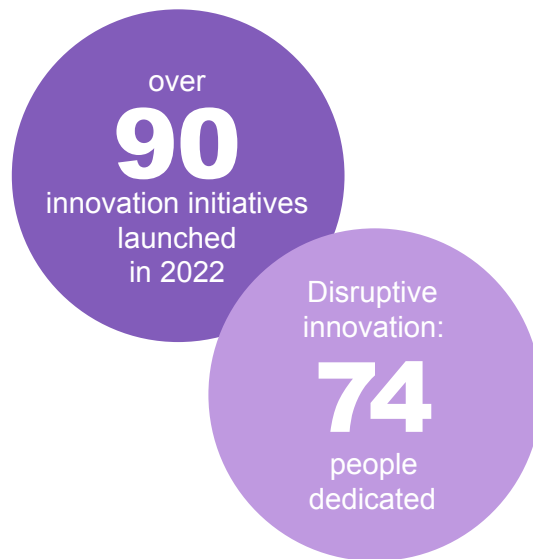 over
90
innovation initiatives
launched
in 2022
Disruptive
innovation:
74
people
dedicated